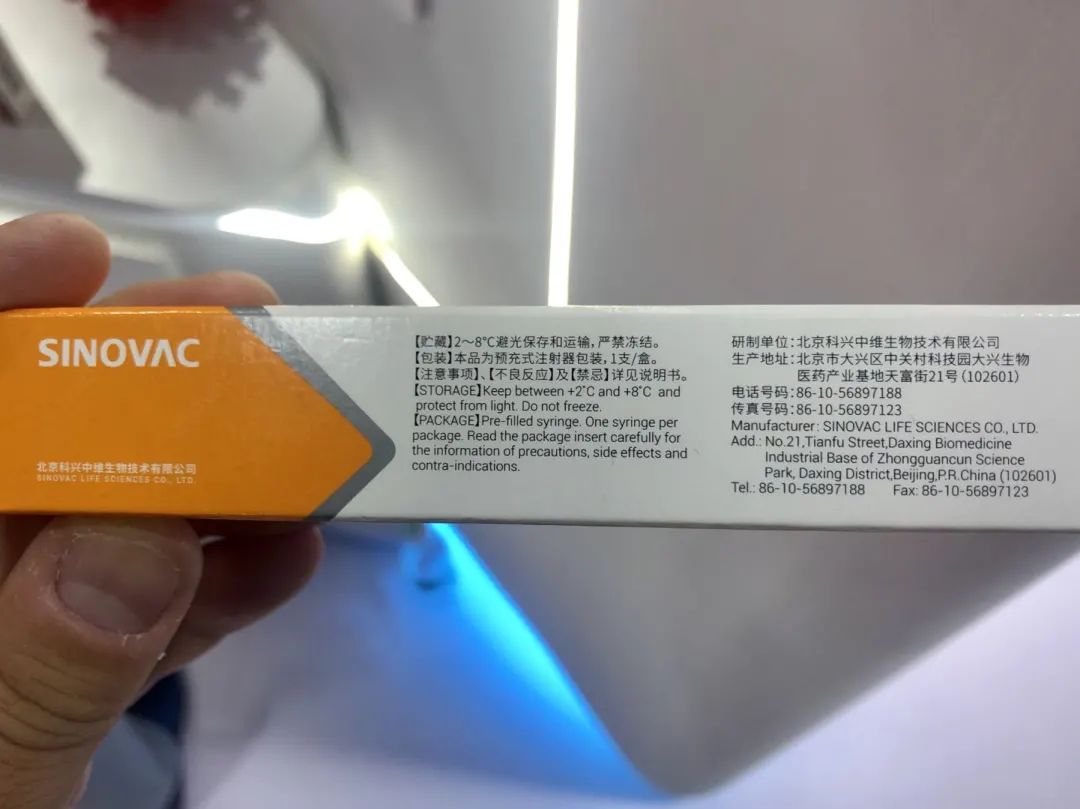 SINOVAC
北京科兴中维生物技术有限公司
SINOVAC LIFE SCIENCES CO., LTD.
【贮藏】2～8°C避光保存和运输，严禁冻结。
【包装】本品为预充式注射器包装，1支/盒。
【注意事项】、【不良反应】及【禁忌】详见说明书。
【STORAGE】Keep between +2°C and +8°C and
protect from light. Do not freeze.
【PACKAGE】Pre-filled syringe. One syringe per
package. Read the package insert carefully for
the information of precautions, side effects and
contra-indications.
研制单位：北京科兴中维生物技术有限公司
生产地址：北京市大兴区中关村科技园大兴生物
医药产业基地天富街21号 (102601)
电话号码：86-10-56897188
传真号码：86-10-56897123
Manufacturer: SINOVAC LIFE SCIENCES CO., LTD.
Add.: No.21,Tianfu Street,Daxing Biomedicine
Industrial Base of Zhongguancun Science
Park, Daxing District,Beijing,P.R.China (102601)
Tel.: 86-10-56897188 Fax: 86-10-56897123